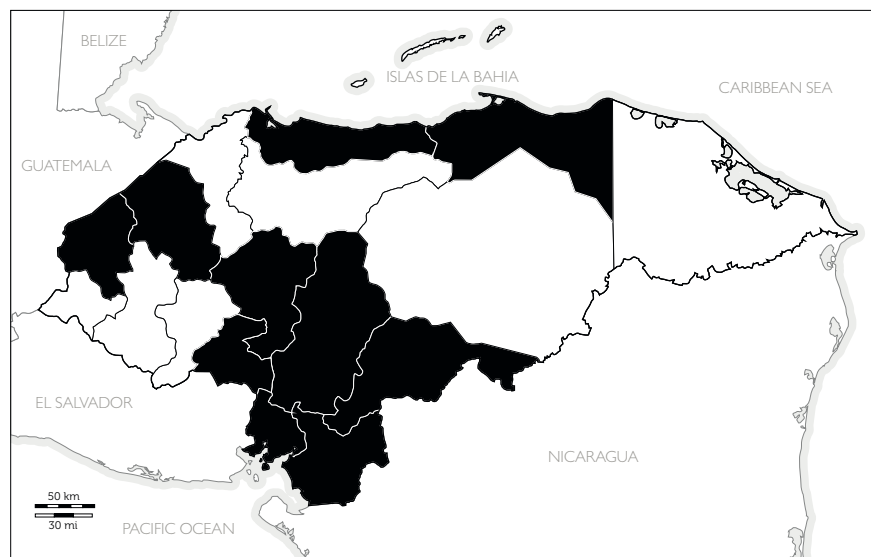 BELIZE
ISLAS DE LA BAHIA
CARIBBEAN SEA
GUATEMALA
EL SALVADOR
NICARAGUA
50 km
30 mi
PACIFIC OCEAN